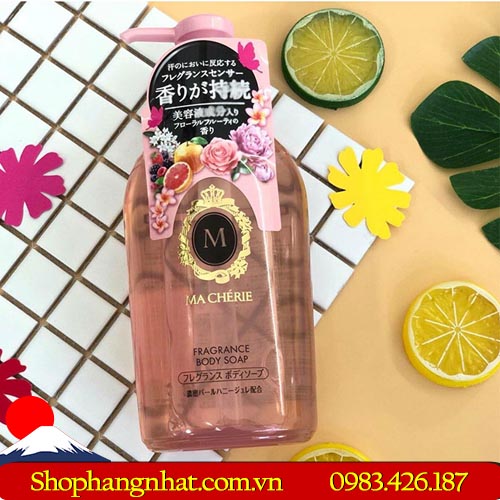 汗のにおいに反応する
フレグランスセンサー
香りが持続
美容液成分入り
フローラルフルーティの
香り
M
MA CHÉRIE
FRAGRANCE
BODY SOAP
フレグランス ボディソープ
濃密パールハニージュレ配合
Shophangnhat.com.vn 0983.426.187